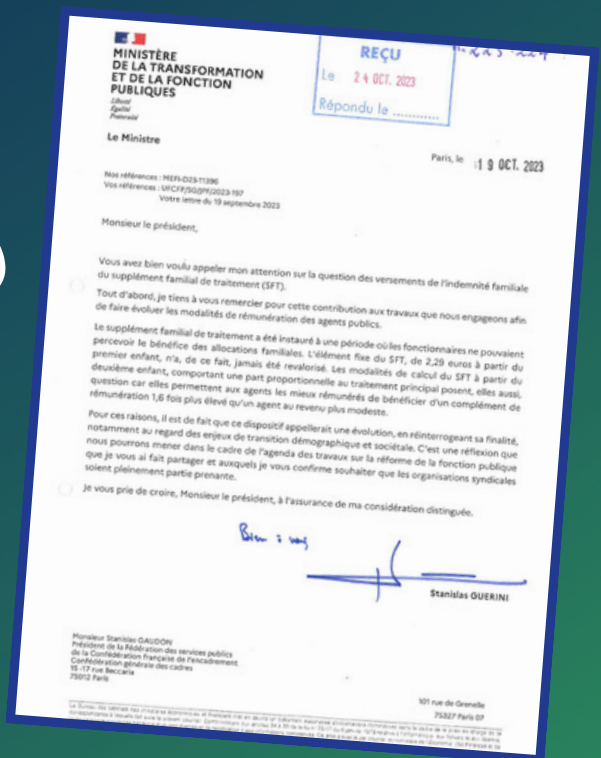 MINISTÈRE
DE LA TRANSFORMATION
ET DE LA FONCTION
PUBLIQUES
Liberté
Égalité
Fraternité
REÇU
Le 24 OCT. 2023
Répondu le ............
Le Ministre
Paris, le 19 OCT. 2023
Nos références : MEFI-D23-11396
Vos références : UFCFP/SG/PF/2023-197
Votre lettre du 19 septembre 2023
Monsieur le président,
Vous avez bien voulu appeler mon attention sur la question des versements de l'indemnité familiale
du supplément familial de traitement (SFT).
Tout d'abord, je tiens à vous remercier pour cette contribution aux travaux que nous engageons afin
de faire évoluer les modalités de rémunération des agents publics.
Le supplément familial de traitement a été instauré à une période où les fonctionnaires ne pouvaient
percevoir le bénéfice des allocations familiales. L'élément fixe du SFT, de 2,29 euros à partir du
premier enfant, n'a, de ce fait, jamais été revalorisé. Les modalités de calcul du SFT à partir du
deuxième enfant, comportant une part proportionnelle au traitement principal posent, elles aussi,
question car elles permettent aux agents les mieux rémunérés de bénéficier d'un complément de
rémunération 1,6 fois plus élevé qu'un agent au revenu plus modeste.
Pour ces raisons, il est de fait que ce dispositif appellerait une évolution, en réinterrogeant sa finalité,
notamment au regard des enjeux de transition démographique et sociétale. C'est une réflexion que
nous pourrons mener dans le cadre de l'agenda des travaux sur la réforme de la fonction publique
que je vous ai fait partager et auxquels je vous confirme souhaiter que les organisations syndicales
soient pleinement partie prenante.
Je vous prie de croire, Monsieur le président, à l'assurance de ma considération distinguée.
Bien à vous
Stanislas GUERINI
Monsieur Stanislas GAUDON
Président de la Fédération des services publics
de la Confédération française de l'encadrement
Confédération générale des cadres
15-17 rue Beccaria
75012 Paris
101 rue de Grenelle
75327 Paris 07